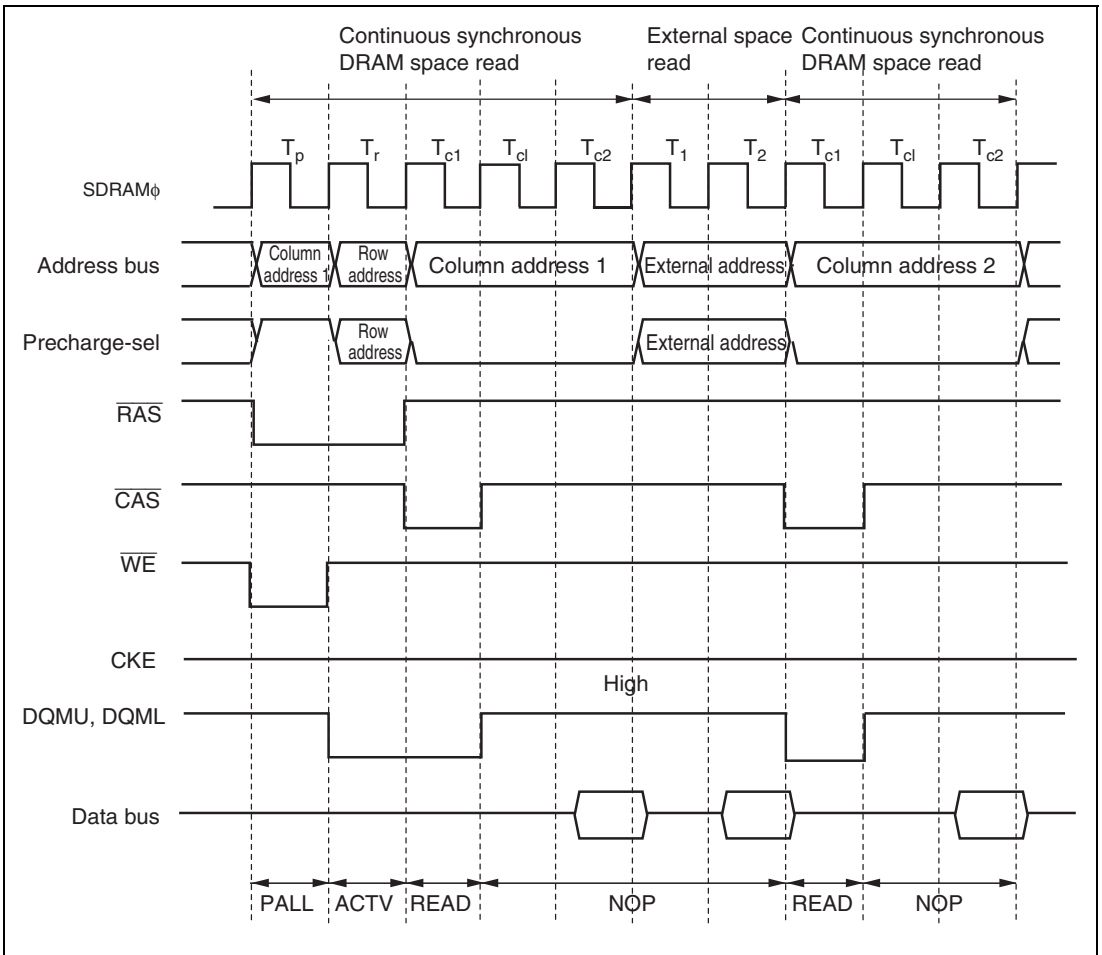 Continuous synchronous
DRAM space read
External space
read
Continuous synchronous
DRAM space read
Tp Tr Tc1 Tcl Tc2 T1 T2 Tc1 Tcl Tc2
SDRAMϕ
Address bus
Column
address 1
Row
address
Column address 1
External address
Column address 2
Precharge-sel
Row
address
External address
RAS
CAS
WE
CKE
High
DQMU, DQML
Data bus
PALL ACTV READ NOP READ NOP